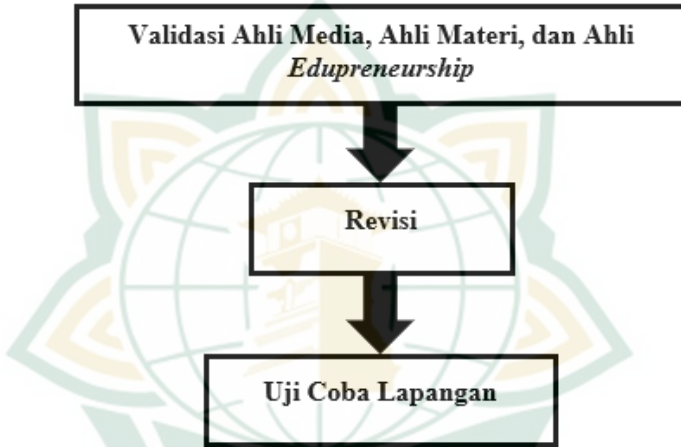 Validasi Ahli Media, Ahli Materi, dan Ahli
Edupreneurship
Revisi
Uji Coba Lapangan